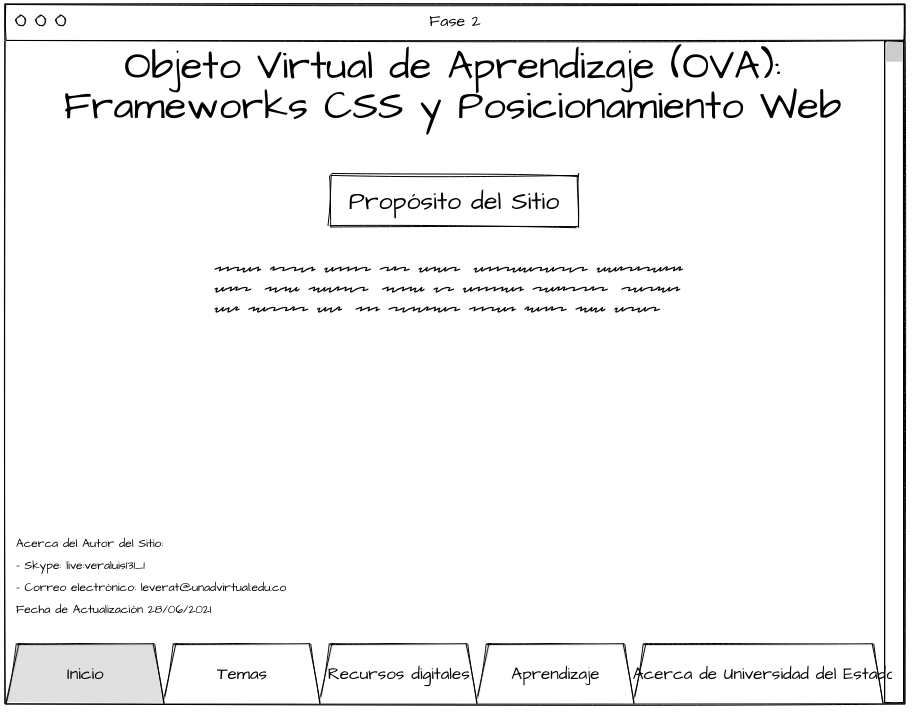 Fase 2
Objeto Virtual de Aprendizaje (OVA):
Frameworks CSS y Posicionamiento Web
Propósito del Sitio
Acerca del Autor del Sitio:
- Skype: live:veraluis131_1
- Correo electrónico: leverat@unadvirtual.edu.co
Fecha de Actualización 28/06/2021
Inicio
Temas
Recursos digitales
Aprendizaje
Acerca de Universidad del Estado